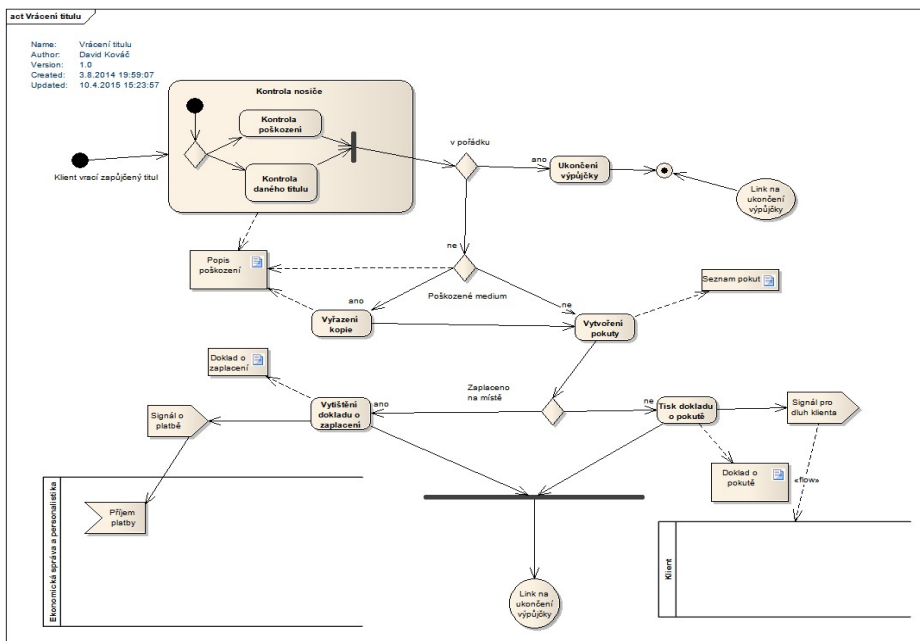 act Vrácení titulu
Name: Vrácení titulu
Author: David Kováč
Version: 1.0
Created: 3.8.2014 19:59:07
Updated: 10.4.2015 15:23:57
Kontrola nosiče
Kontrola
poškození
Kontrola
daného titulu
Klient vrací zapůjčený titul
v pořádku
ano
Ukončení
výpůjčky
Link na
ukončení
výpůjčky
ne
Popis
poškození
Poškozené medium
Seznam pokut
ano
ne
Vyřazení
kopie
Vytvoření
pokuty
Doklad o
zaplacení
Zaplaceno
na místě
Signál o
platbě
Vytištění
dokladu o
zaplacení
ano
ne
Tisk dokladu
o pokutě
Signál pro
dluh klienta
Doklad o
pokutě
«flow»
Ekonomická správa a personalistika
Příjem
platby
Klient
Link na
ukončení
výpůjčky